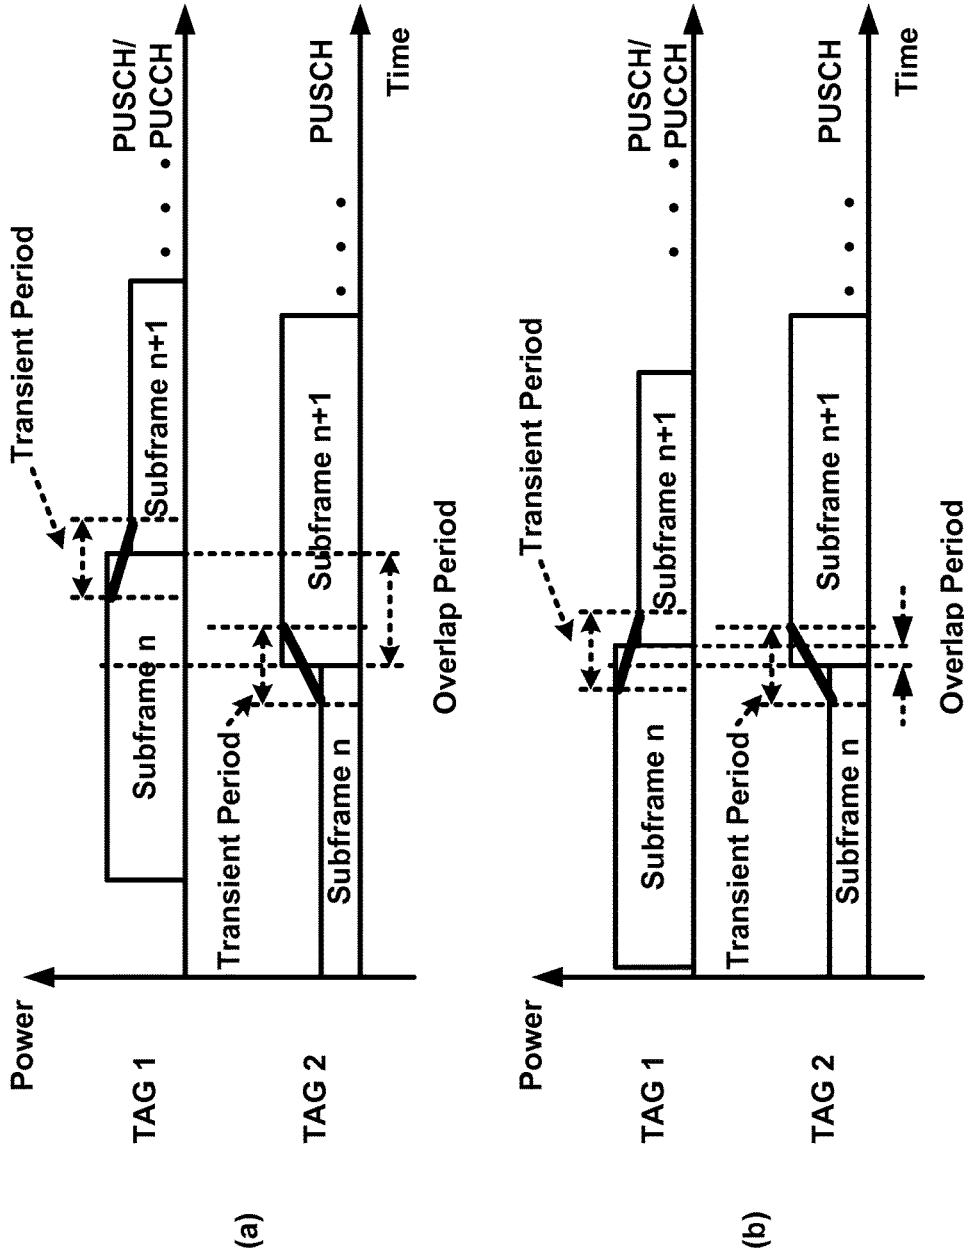 Power
Transient Period
TAG 1
Subframe n
Subframe n+1
PUSCH/
PUCCH
Transient Period
TAG 2
Subframe n
Subframe n+1
PUSCH
Time
Overlap Period
(a)
Power
Transient Period
TAG 1
Subframe n
Subframe n+1
PUSCH/
PUCCH
Transient Period
TAG 2
Subframe n
Subframe n+1
PUSCH
Time
Overlap Period
(b)